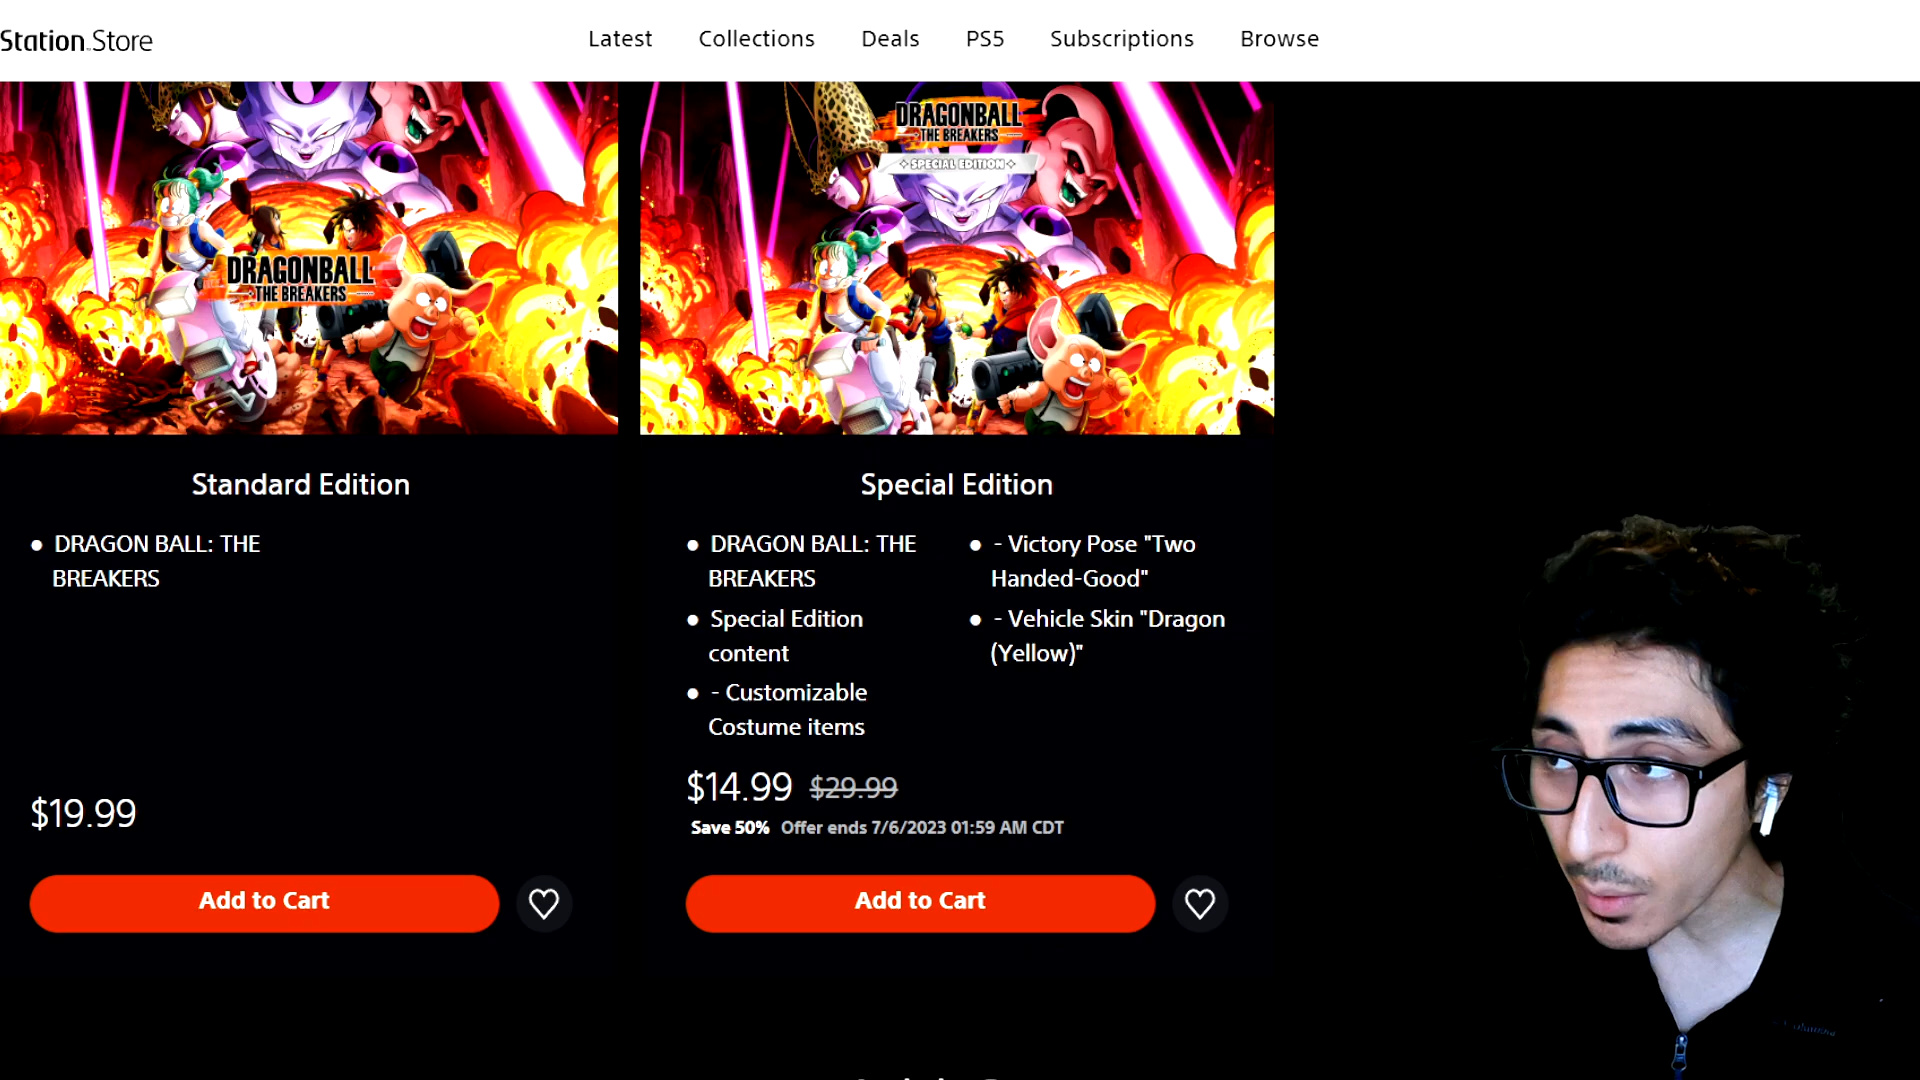 Station Store
Latest
Collections
Deals
PS5
Subscriptions
Browse
DRAGONBALL
THE BREAKERS
DRAGONBALL
THE BREAKERS
SPECIAL EDITION
Standard Edition
● DRAGON BALL: THE
BREAKERS
$19.99
Add to Cart
Special Edition
● DRAGON BALL: THE
BREAKERS
● Special Edition
content
● - Customizable
Costume items
● - Victory Pose "Two
Handed-Good"
● - Vehicle Skin "Dragon
(Yellow)"
$14.99 $29.99
Save 50% Offer ends 7/6/2023 01:59 AM CDT
Add to Cart